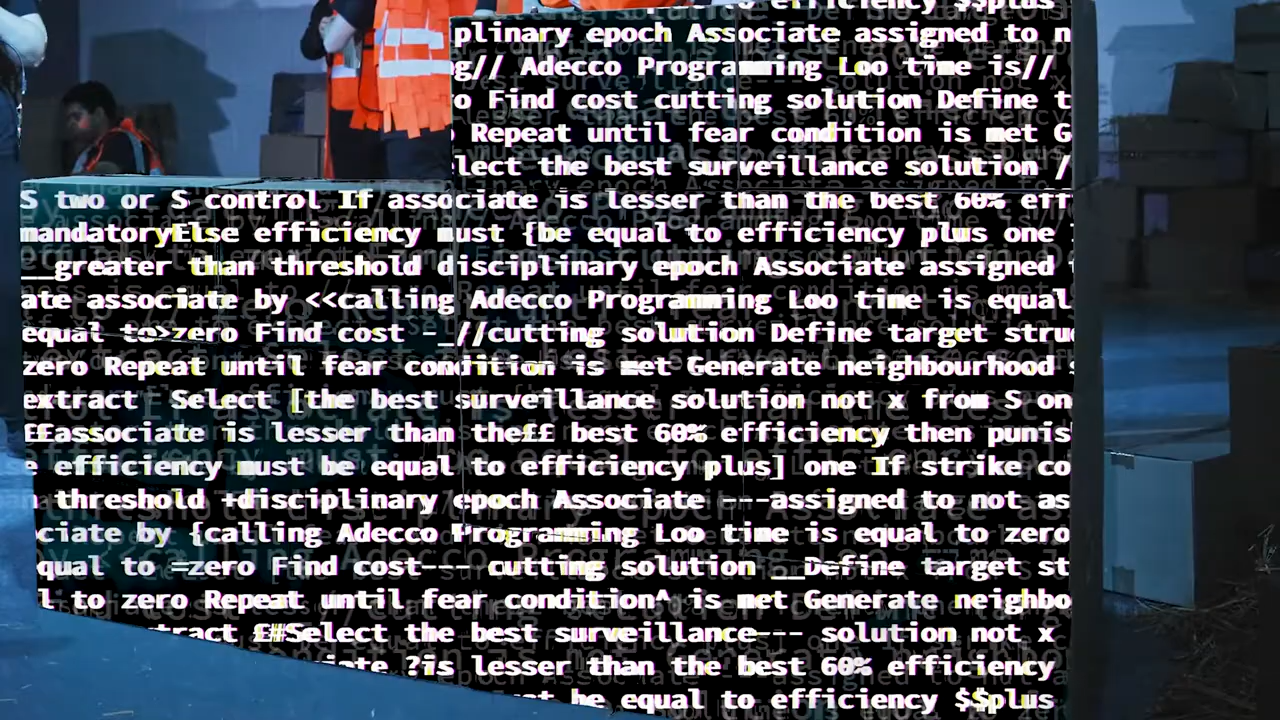 efficiency $$plus
plinary epoch Associate assigned to n
g// Adecco Programming Loo time is//
o Find cost cutting solution Define t
Repeat until fear condition is met G
lect the best surveillance solution /
S two or S control If associate is lesser than the best 60% eff
mandatoryElse efficiency must {be equal to efficiency plus one
__greater than threshold disciplinary epoch Associate assigned
ate associate by <<calling Adecco Programming Loo time is equal
equal to>zero Find cost -_//cutting solution Define target stru
zero Repeat until fear condition is met Generate neighbourhood s
extract Select [the best surveillance solution not x from S on
££associate is lesser than the££ best 60% efficiency then punis
e efficiency must be equal to efficiency plus] one If strike co
n threshold +disciplinary epoch Associate ---assigned to not as
ciate by {calling Adecco Programming Loo time is equal to zero
qual to =zero Find cost--- cutting solution __Define target st
l to zero Repeat until fear condition^ is met Generate neighbo
tract £#Select the best surveillance--- solution not x
iate ?is lesser than the best 60% efficiency
be equal to efficiency $$plus